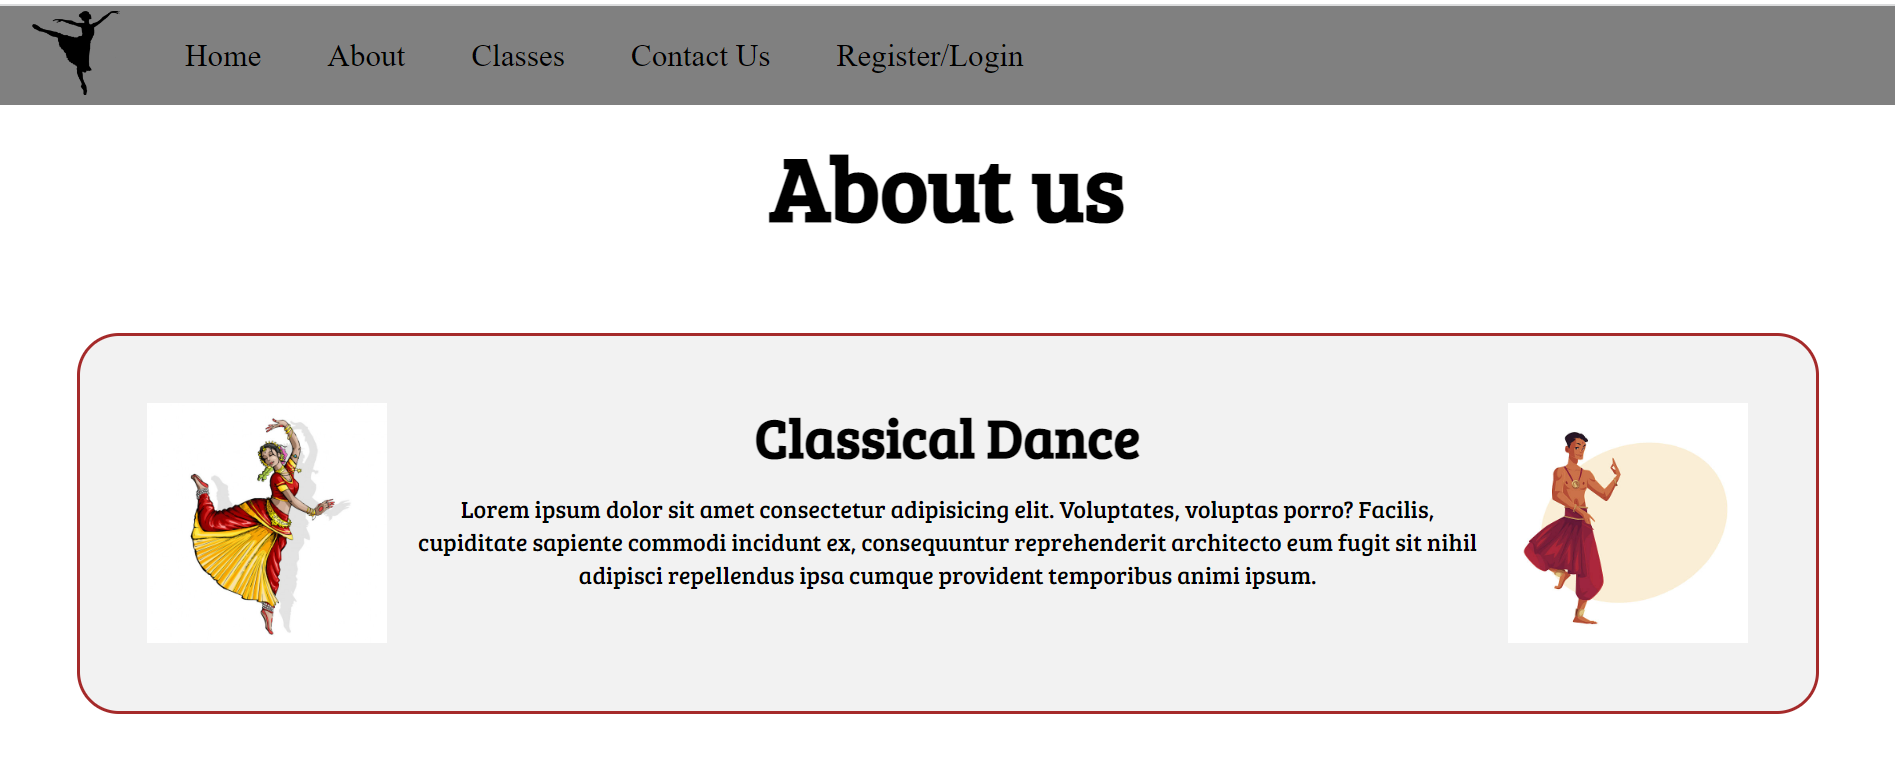 Home About Classes Contact Us Register/Login
About us
Classical Dance
Lorem ipsum dolor sit amet consectetur adipisicing elit. Voluptates, voluptas porro? Facilis,
cupiditate sapiente commodi incidunt ex, consequuntur reprehenderit architecto eum fugit sit nihil
adipisci repellendus ipsa cumque provident temporibus animi ipsum.